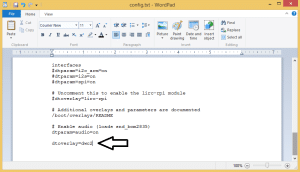 config.txt - WordPad
File
Home
View
Courier New
11
Paste
Clipboard
Font
Paragraph
Picture
Paint drawing
Date and time
Insert object
Insert
Find
Replace
Select all
Editing
interfaces
#dtparam=i2c_arm=on
#dtparam=i2s=on
#dtparam=spi=on
# Uncomment this to enable the lirc-rpi module
#dtoverlay=lirc-rpi
# Additional overlays and parameters are documented
/boot/overlays/README
# Enable audio (loads snd_bcm2835)
dtparam=audio=on
dtoverlay=dwc2
100%